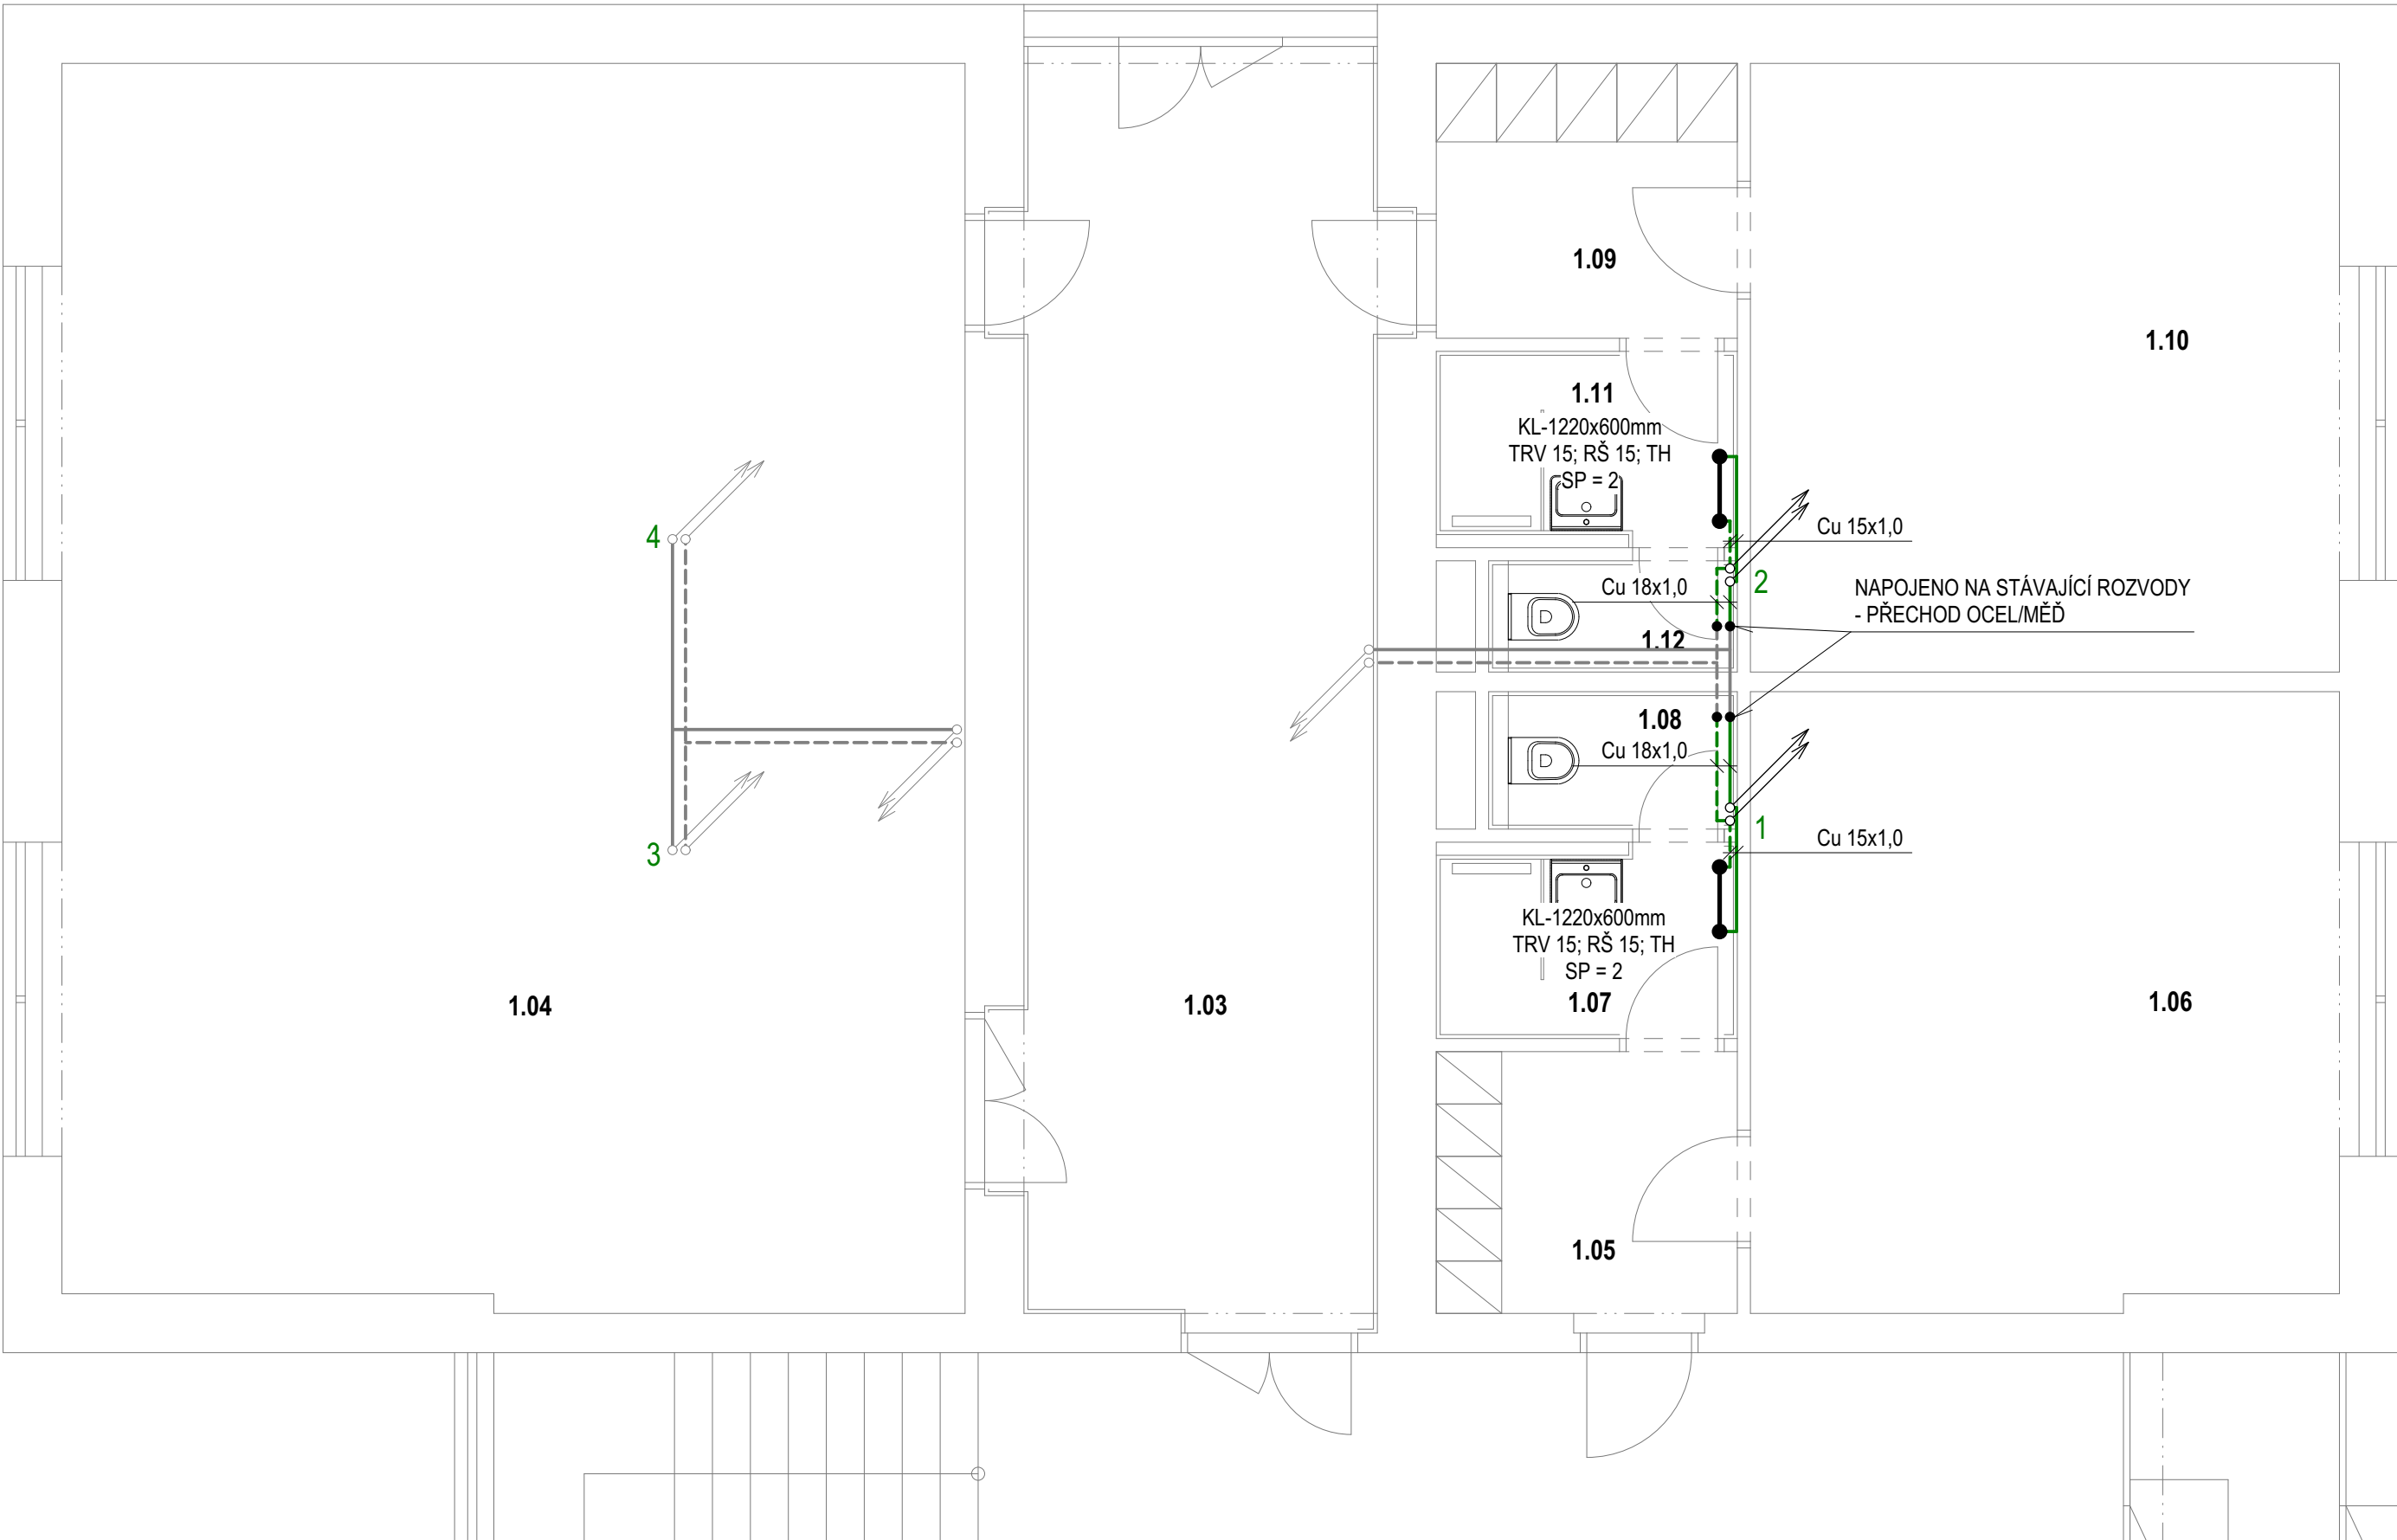 1.09
1.10
1.11
KL-1220x600mm
TRV 15; RŠ 15; TH
SP = 2
4
Cu 15x1,0
Cu 18x1,0
2
NAPOJENO NA STÁVAJÍCÍ ROZVODY
- PŘECHOD OCEL/MĚĎ
1.12
1.08
Cu 18x1,0
1
Cu 15x1,0
3
KL-1220x600mm
TRV 15; RŠ 15; TH
SP = 2
1.04
1.03
1.07
1.06
1.05